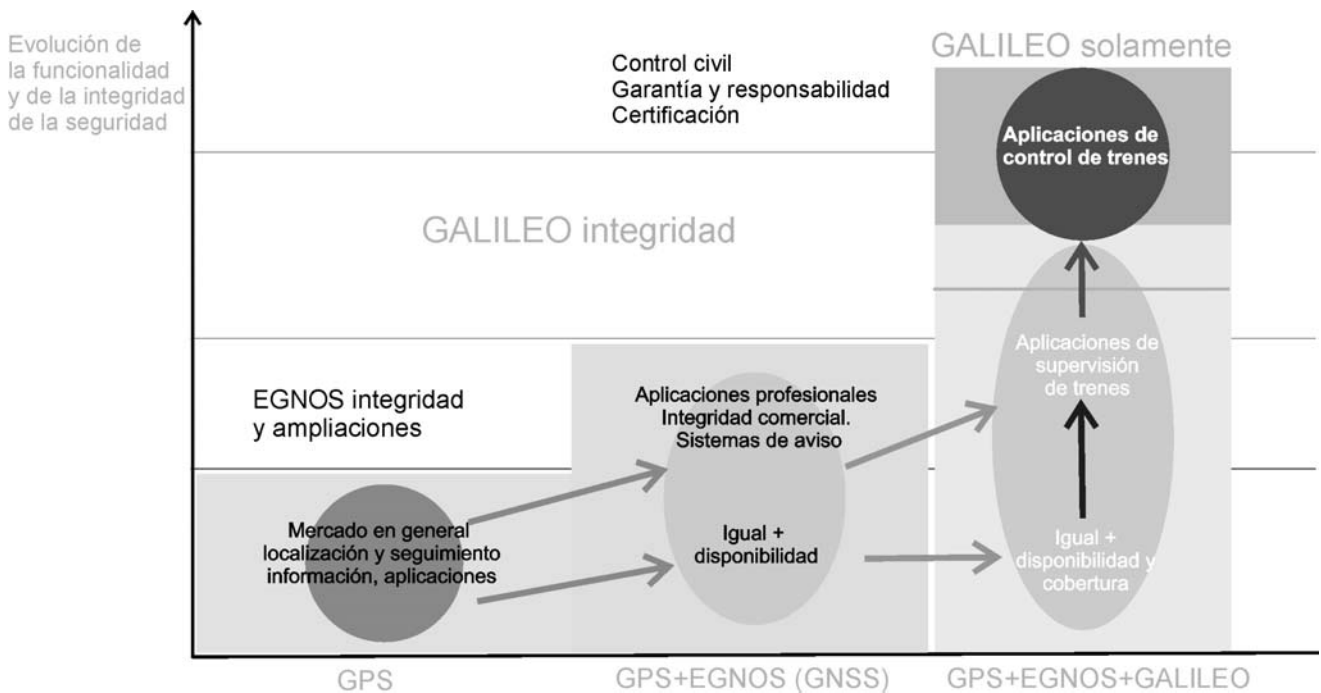 Evolución de
la funcionalidad
y de la integridad
de la seguridad
Control civil
Garantía y responsabilidad
Certificación
GALILEO solamente
Aplicaciones de
control de trenes
GALILEO integridad
EGNOS integridad
y ampliaciones
Aplicaciones profesionales
Integridad comercial.
Sistemas de aviso
Aplicaciones de
supervisión
de trenes
Mercado en general
localización y seguimiento
información, aplicaciones
Igual +
disponibilidad
Igual +
disponibilidad y
cobertura
GPS
GPS+EGNOS (GNSS)
GPS+EGNOS+GALILEO